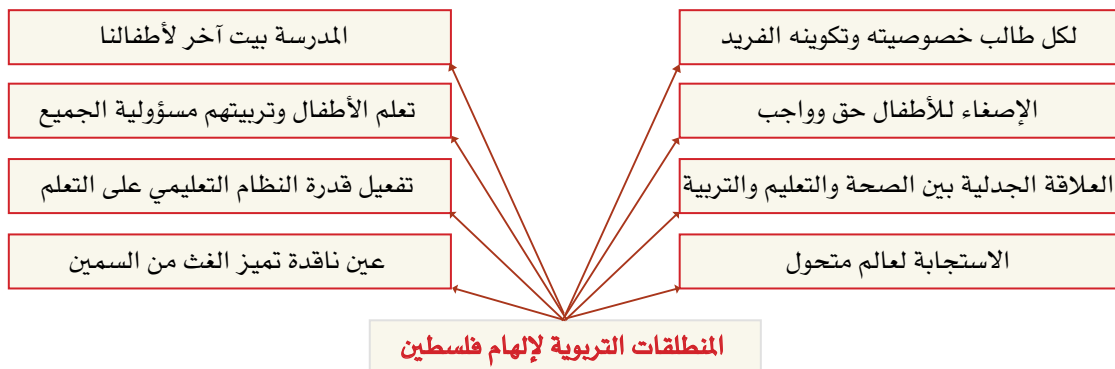 لكل طالب خصوصيته وتكوينه الفريد
المدرسة بيت آخر لأطفالنا
الإصغاء للأطفال حق وواجب
تعلم الأطفال وتربيتهم مسؤولية الجميع
العلاقة الجدلية بين الصحة والتعليم والتربية
تفعيل قدرة النظام التعليمي على التعلم
الاستجابة لعالم متحول
عين ناقدة تميز الغث من السمين
المنطلقات التربوية لإلهام فلسطين